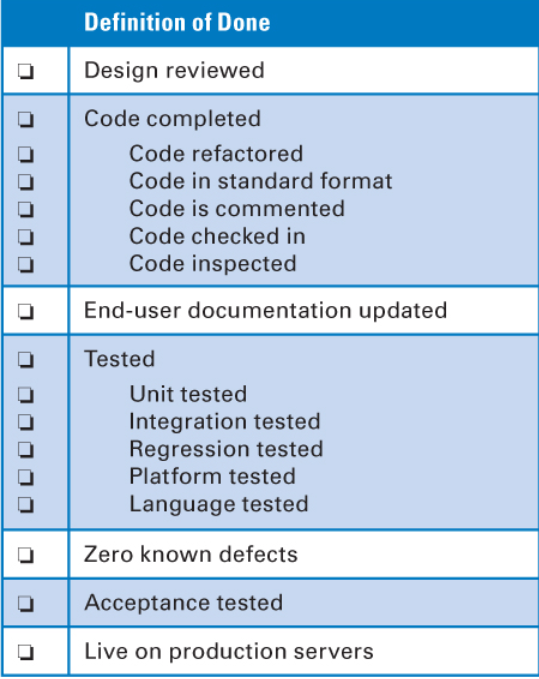 Definition of Done
❏ Design reviewed
❏ Code completed
❏ Code refactored
❏ Code in standard format
❏ Code is commented
❏ Code checked in
❏ Code inspected
❏ End-user documentation updated
❏ Tested
❏ Unit tested
❏ Integration tested
❏ Regression tested
❏ Platform tested
❏ Language tested
❏ Zero known defects
❏ Acceptance tested
❏ Live on production servers